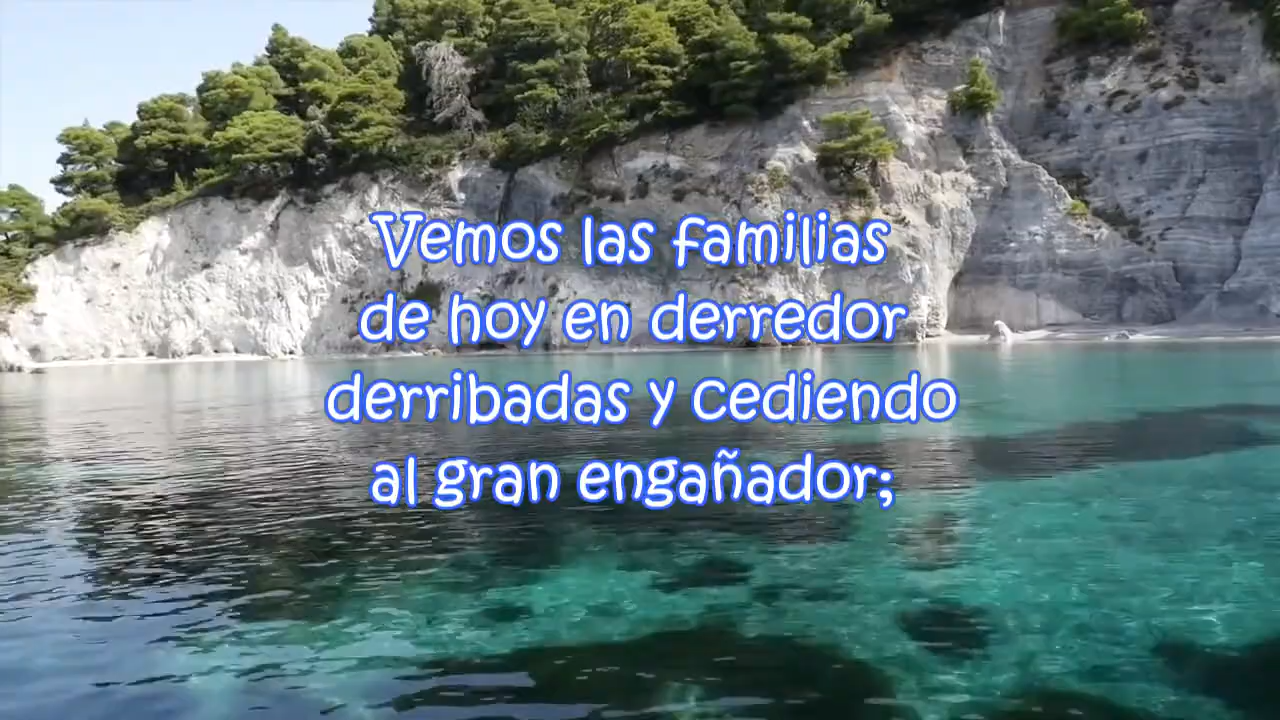 Vemos las familias
de hoy en derredor
derribadas y cediendo
al gran engañador;